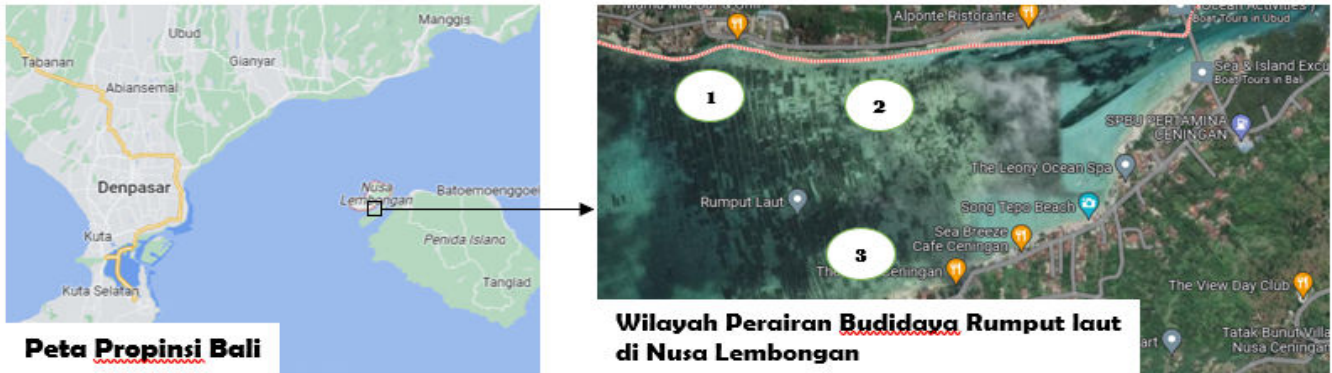 Manggis
Ubud
Gianyar
Tabanan
Abiansemal
Denpasar
Nusa
Lembongan
Batoemoenggoel
Penida Island
Kuta
Kuta Selatan
Tanglad
Peta Propinsi Bali
Alponte Ristorante
Boat Tours in Ubud
Sea & Island Excu
Boat Tours in Bali
1
2
SPBU PERTAMINA
CENINGAN
The Leony Ocean Spa
Rumput Laut
Song Tepo Beach
Sea Breeze
Cafe Ceningan
3
Ceningan
The View Day Club
Wilayah Perairan Budidaya Rumput laut
di Nusa Lembongan
Tatak Bunut Villa
Nusa Ceningan